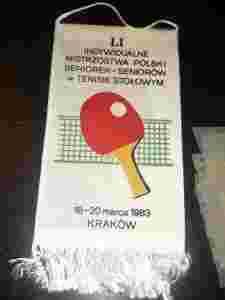 LI
INDYWIDUALNE
MISTRZOSTWA POLSKI
SENIOREK-SENIORÓW
w TENISIE STOŁOWYM
16-20 marca 1983
KRAKÓW